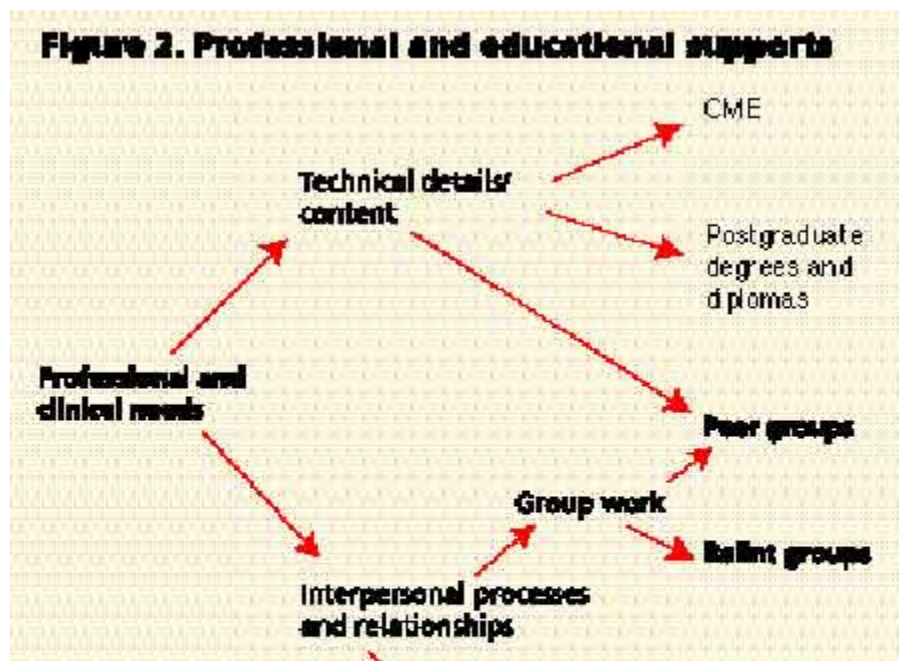 Figure 2. Professional and educational supports
CME
Technical details/
content
Postgraduate
degrees and
diplomas
Professional and
clinical needs
Peer groups
Group work
Balint groups
Interpersonal processes
and relationships